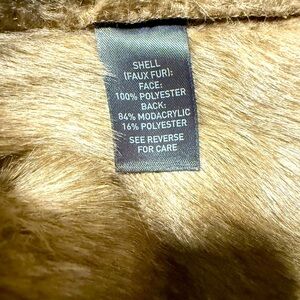 SHELL
(FAUX FUR):
FACE:
100% POLYESTER
BACK:
84% MODACRYLIC
16% POLYESTER
SEE REVERSE
FOR CARE